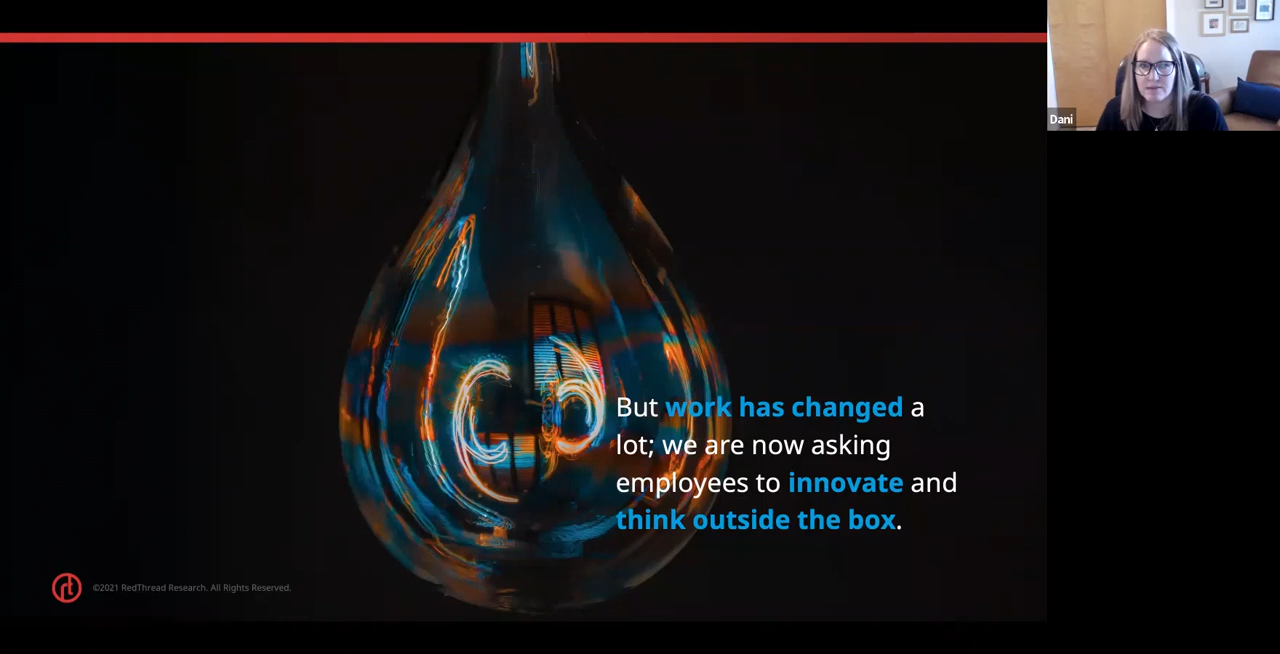 Dani
But work has changed a
lot; we are now asking
employees to innovate and
think outside the box.
©2021 RedThread Research. All Rights Reserved.